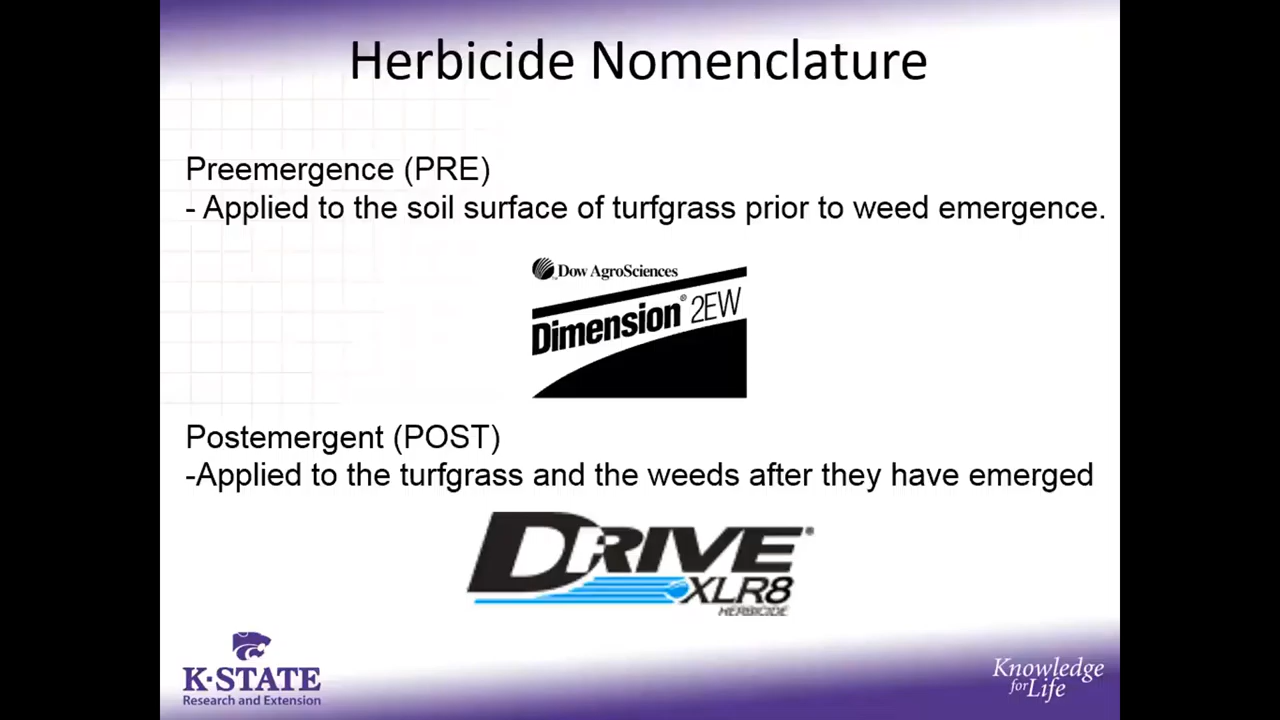 Herbicide Nomenclature
Preemergence (PRE)
- Applied to the soil surface of turfgrass prior to weed emergence.
Dow AgroSciences
Dimension® 2EW
Postemergent (POST)
-Applied to the turfgrass and the weeds after they have emerged
DRIVE®
XLR8
HERBICIDE
K-STATE
Research and Extension
Knowledge
for Life